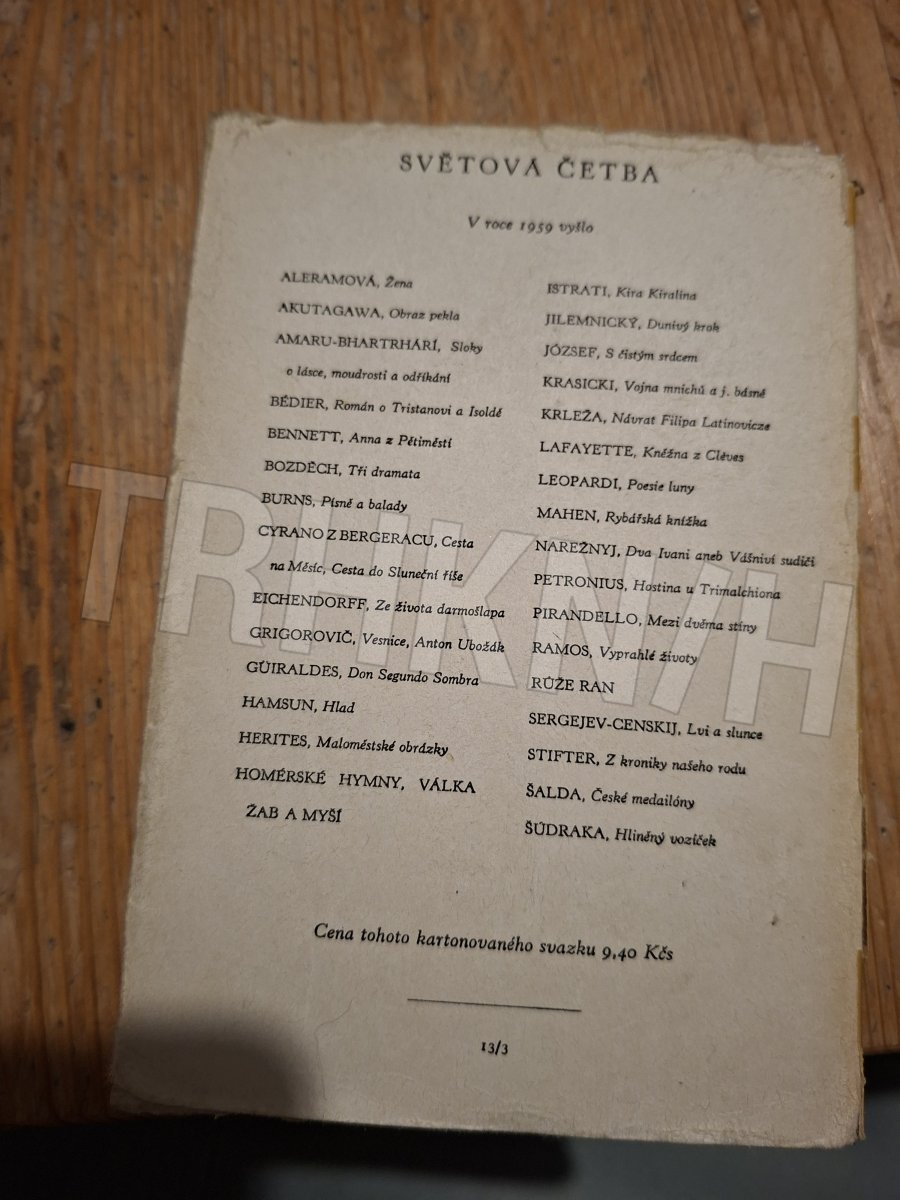 SVĚTOVÁ ČETBA
V roce 1959 vyšlo
ALERAMOVÁ, Žena
AKUTAGAWA, Obraz pekla
AMARU-BHARTRHÁRÍ, Sloky
o lásce, moudrosti a odříkání
BÉDIER, Román o Tristanovi a Isoldě
BENNETT, Anna z Pětiměstí
BOZDĚCH, Tři dramata
BURNS, Písně a balady
CYRANO Z BERGERACU, Cesta
na Měsíc, Cesta do Sluneční říše
EICHENDORFF, Ze života darmošlapa
GRIGOROVIČ, Vesnice, Anton Ubožák
GÜIRALDES, Don Segundo Sombra
HAMSUN, Hlad
HERITES, Maloměstské obrázky
HOMÉRSKÉ HYMNY, VÁLKA
ŽAB A MYŠÍ
ISTRATI, Kira Kiralina
JILEMNICKÝ, Dunivý krok
JÓZSEF, S čistým srdcem
KRASICKI, Vojna mnichů a j. básně
KRLEŽA, Návrat Filipa Latinovicze
LAFAYETTE, Kněžna z Clèves
LEOPARDI, Poesie luny
MAHEN, Rybářská knížka
NAREŽNYJ, Dva Ivani aneb Vášniví sudiči
PETRONIUS, Hostina u Trimalchiona
PIRANDELLO, Mezi dvěma stíny
RAMOS, Vyprahlé životy
RŮŽE RAN
SERGEJEV-CENSKIJ, Lvi a slunce
STIFTER, Z kroniky našeho rodu
ŠALDA, České medailóny
ŠÚDRAKA, Hliněný vozíček
Cena tohoto kartonovaného svazku 9,40 Kčs
13/3